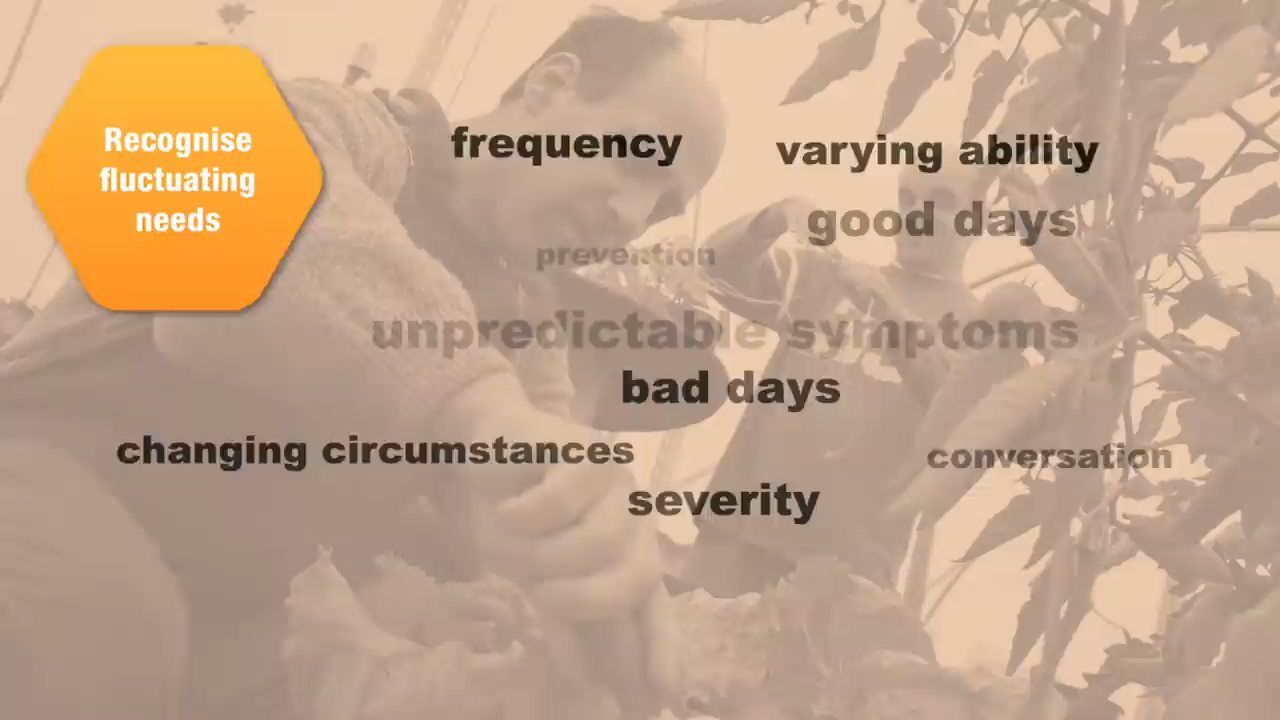 Recognise
fluctuating
needs
frequency
varying ability
good days
prevention
unpredictable symptoms
bad days
changing circumstances
conversation
severity